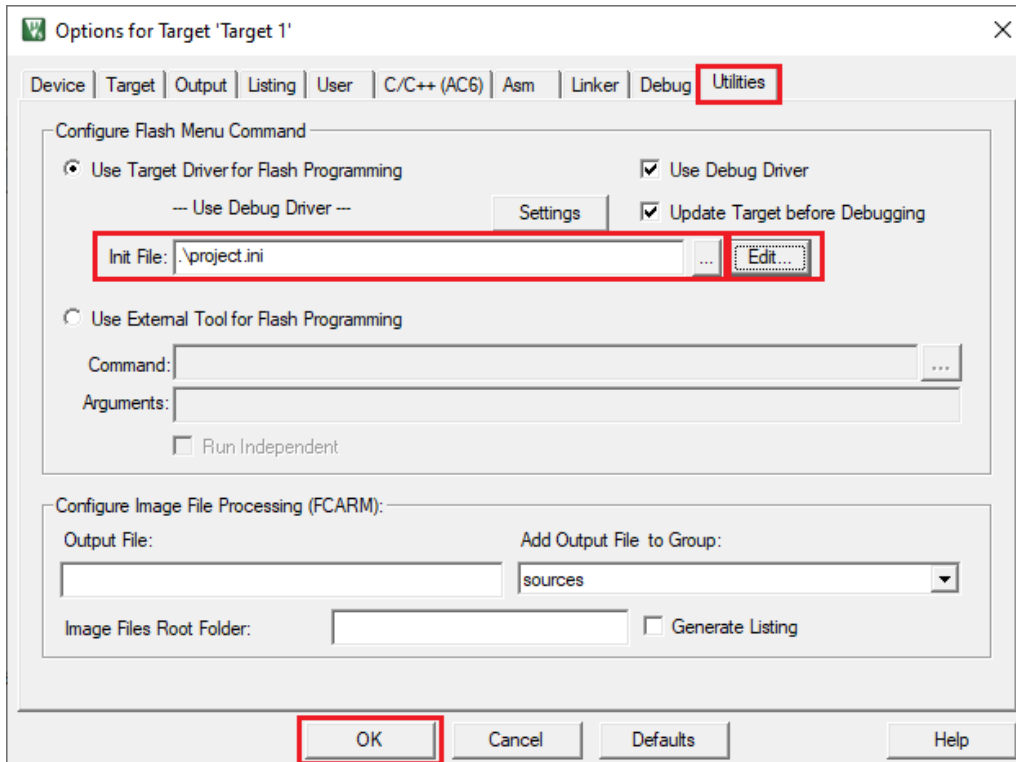 Options for Target 'Target 1'
Device Target Output Listing User C/C++ (AC6) Asm Linker Debug Utilities
Configure Flash Menu Command
Use Target Driver for Flash Programming Use Debug Driver
--- Use Debug Driver --- Settings Update Target before Debugging
Init File: .\project.ini ... Edit...
Use External Tool for Flash Programming
Command: ...
Arguments:
Run Independent
Configure Image File Processing (FCARM):
Output File: Add Output File to Group:
sources
Image Files Root Folder: Generate Listing
OK Cancel Defaults Help